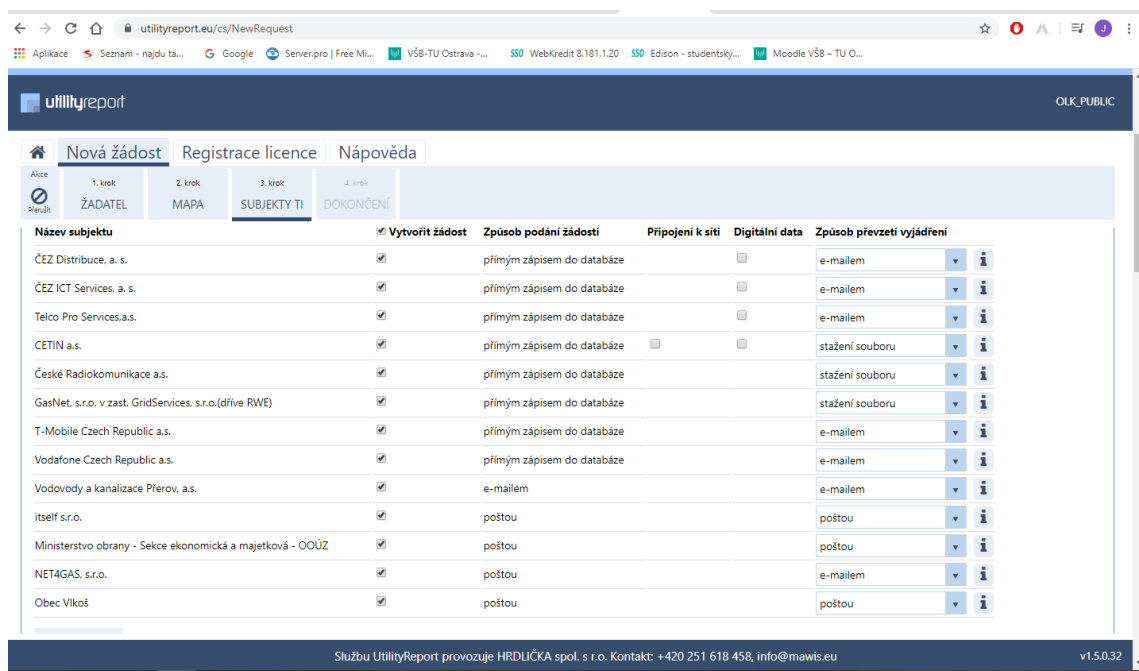 utilityreport.eu/cs/NewRequest
J
Aplikace Seznam - najdu ta... Google Server.pro | Free Mi... VŠB-TU Ostrava -... SSO WebKredit 8.181.1.20 SSO Edison - studentský... Moodle VŠB – TU O...
utilityreport OLK_PUBLIC
Nová žádost Registrace licence Nápověda
Akce 1. krok 2. krok 3. krok 4. krok
Přerušit ŽADATEL MAPA SUBJEKTY TI DOKONČENÍ
Název subjektu Vytvořit žádost Způsob podání žádosti Připojení k síti Digitální data Způsob převzetí vyjádření
ČEZ Distribuce, a. s. přímým zápisem do databáze e-mailem i
ČEZ ICT Services, a. s. přímým zápisem do databáze e-mailem i
Telco Pro Services,a.s. přímým zápisem do databáze e-mailem i
CETIN a.s. přímým zápisem do databáze stažení souboru i
České Radiokomunikace a.s. přímým zápisem do databáze stažení souboru i
GasNet, s.r.o. v zast. GridServices, s.r.o.(dříve RWE) přímým zápisem do databáze stažení souboru i
T-Mobile Czech Republic a.s. přímým zápisem do databáze e-mailem i
Vodafone Czech Republic a.s. přímým zápisem do databáze e-mailem i
Vodovody a kanalizace Přerov, a.s. e-mailem e-mailem i
itself s.r.o. poštou poštou i
Ministerstvo obrany - Sekce ekonomická a majetková - OOÚZ poštou poštou i
NET4GAS, s.r.o. poštou e-mailem i
Obec Vlkoš poštou poštou i
Službu UtilityReport provozuje HRDLIČKA spol. s r.o. Kontakt: +420 251 618 458, info@mawis.eu v1.5.0.32